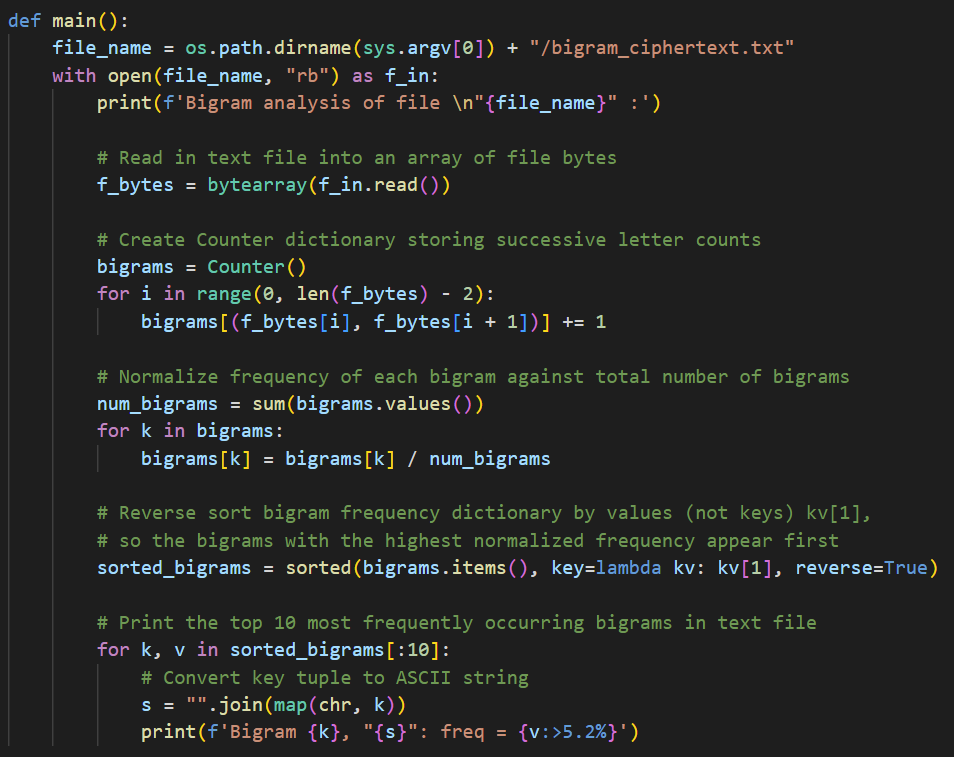 def main():
    file_name = os.path.dirname(sys.argv[0]) + "/bigram_ciphertext.txt"
    with open(file_name, "rb") as f_in:
        print(f'Bigram analysis of file \n"{file_name}" :')

        # Read in text file into an array of file bytes
        f_bytes = bytearray(f_in.read())

        # Create Counter dictionary storing successive letter counts
        bigrams = Counter()
        for i in range(0, len(f_bytes) - 2):
            bigrams[(f_bytes[i], f_bytes[i + 1])] += 1

        # Normalize frequency of each bigram against total number of bigrams
        num_bigrams = sum(bigrams.values())
        for k in bigrams:
            bigrams[k] = bigrams[k] / num_bigrams

        # Reverse sort bigram frequency dictionary by values (not keys) kv[1],
        # so the bigrams with the highest normalized frequency appear first
        sorted_bigrams = sorted(bigrams.items(), key=lambda kv: kv[1], reverse=True)

        # Print the top 10 most frequently occurring bigrams in text file
        for k, v in sorted_bigrams[:10]:
            # Convert key tuple to ASCII string
            s = "".join(map(chr, k))
            print(f'Bigram {k}, "{s}": freq = {v:>5.2%}')